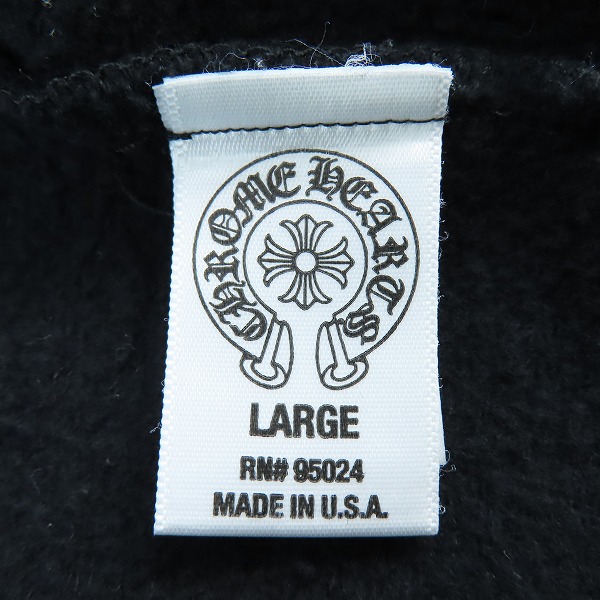 CHROME HEARTS
LARGE
RN# 95024
MADE IN U.S.A.